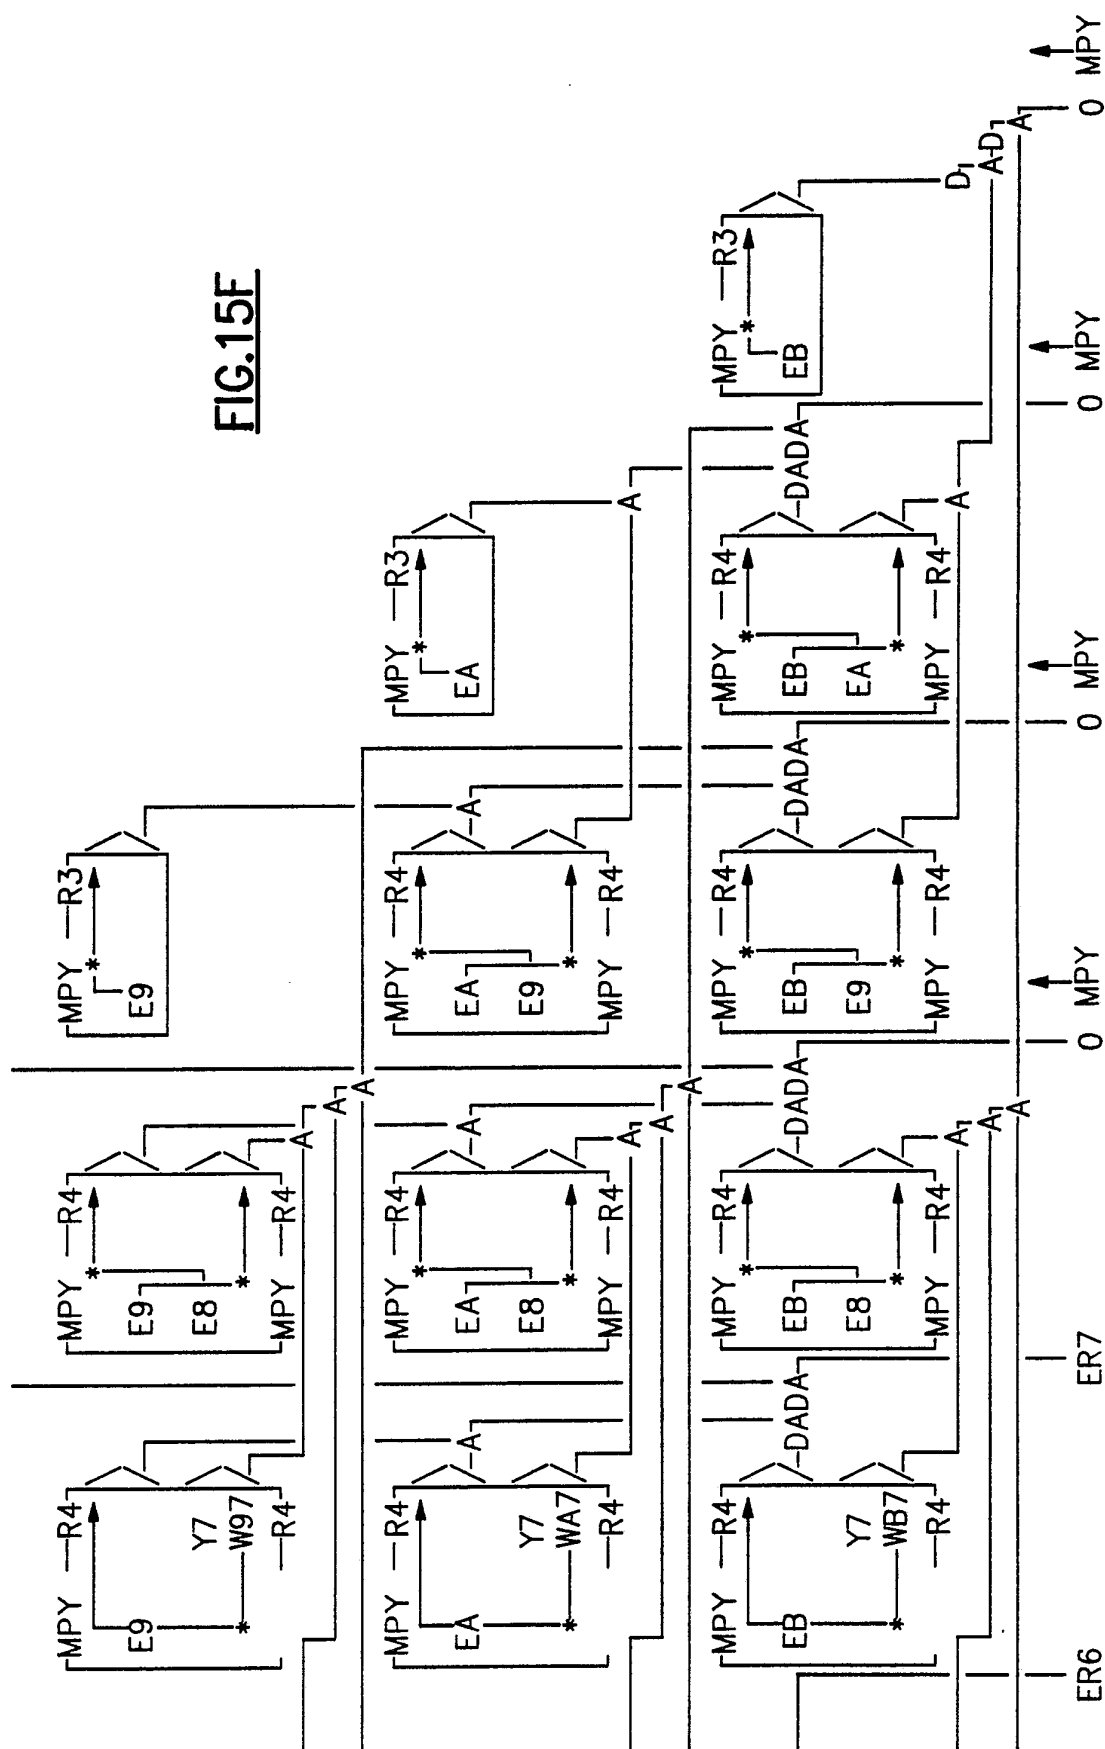 MPY R4 MPY R4 MPY R3
* * *
E9 E9 E9
Y7 E8
FIG.15F
W97
* *
R4 MPY R4
A
A
A
MPY R4 MPY R4 MPY R4 MPY R3
* * *
EA A EA A EA A EA
Y7 E8 E9
WA7
* * *
R4 MPY R4 MPY R4
A A
A
A
MPY R4 MPY R4 MPY R4 MPY R4 MPY R3
* * * *
EB DADA EB DADA EB DADA EB DADA EB
Y7 E8 E9 EA
WB7
* * * *
R4 MPY R4 MPY R4 MPY R4
A A D
A A D
A A
ER6 ER7 0 MPY 0 MPY 0 MPY 0 MPY